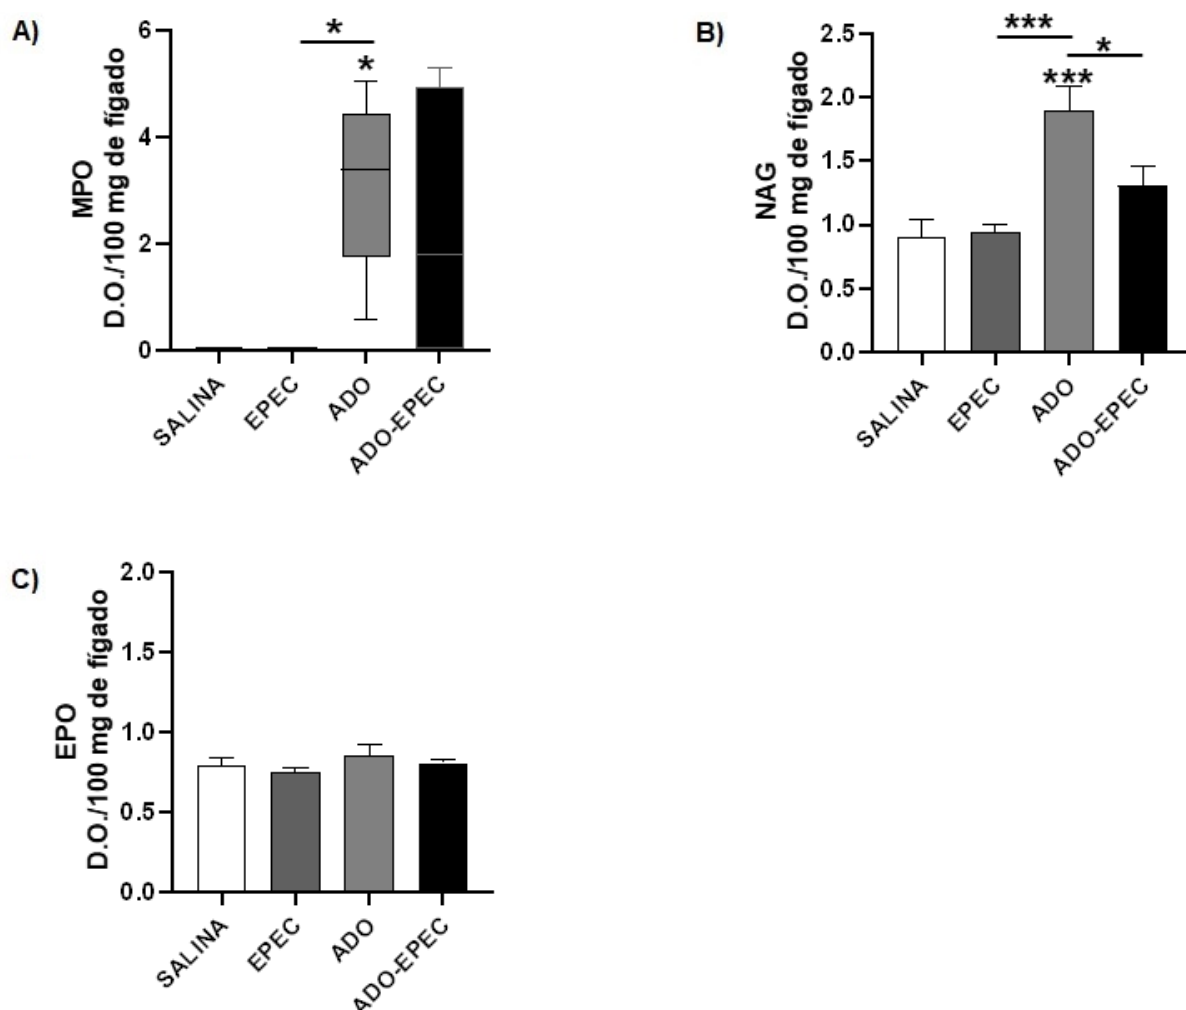 A)
MPO
D.O./100 mg de fígado
6
4
2
0
*
*
SALINA
EPEC
ADO
ADO-EPEC
B)
NAG
D.O./100 mg de fígado
2.5
2.0
1.5
1.0
0.5
0.0
***
*
***
SALINA
EPEC
ADO
ADO-EPEC
C)
EPO
D.O./100 mg de fígado
2.0
1.5
1.0
0.5
0.0
SALINA
EPEC
ADO
ADO-EPEC